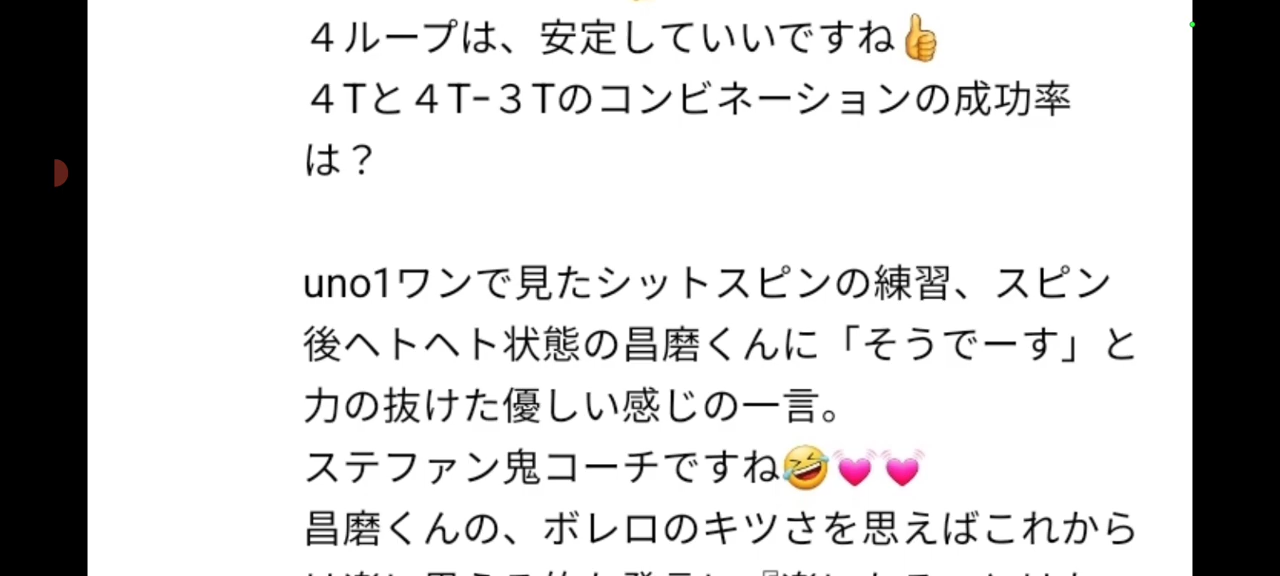 ４ループは、安定していいですね👍
４Tと４T−３Tのコンビネーションの成功率
は？
uno1ワンで見たシットスピンの練習、スピン
後ヘトヘト状態の昌磨くんに「そうでーす」と
力の抜けた優しい感じの一言。
ステファン鬼コーチですね🤣💓💓
昌磨くんの、ボレロのキツさを思えばこれから